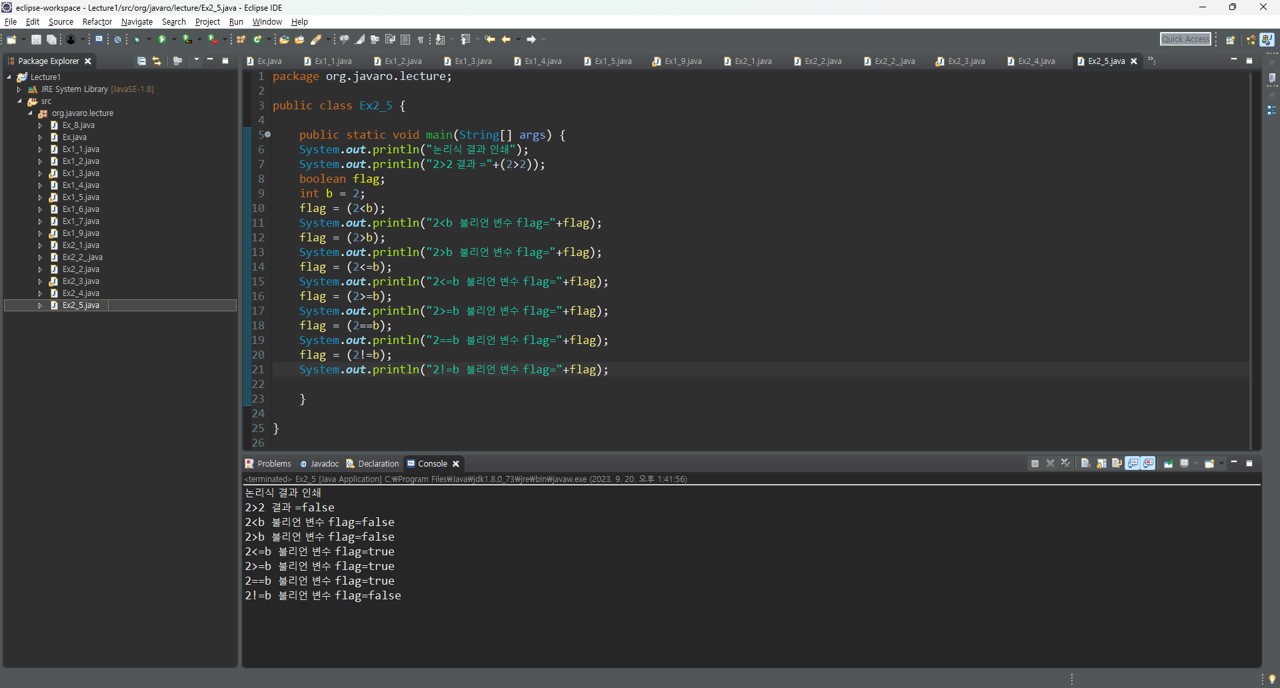 eclipse-workspace - Lecture1/src/org/javaro/lecture/Ex2_5.java - Eclipse IDE
File Edit Source Refactor Navigate Search Project Run Window Help
Quick Access
Package Explorer
Lecture1
JRE System Library [JavaSE-1.8]
src
org.javaro.lecture
Ex_8.java
Ex.java
Ex1_1.java
Ex1_2.java
Ex1_3.java
Ex1_4.java
Ex1_5.java
Ex1_6.java
Ex1_7.java
Ex1_9.java
Ex2_1.java
Ex2_2_.java
Ex2_2.java
Ex2_3.java
Ex2_4.java
Ex2_5.java
Ex.java Ex1_1.java Ex1_2.java Ex1_3.java Ex1_4.java Ex1_5.java Ex1_9.java Ex2_1.java Ex2_2.java Ex2_2_.java Ex2_3.java Ex2_4.java Ex2_5.java
1 package org.javaro.lecture;
2
3 public class Ex2_5 {
4
5 public static void main(String[] args) {
6 System.out.println("논리식 결과 인쇄");
7 System.out.println("2>2 결과 ="+(2>2));
8 boolean flag;
9 int b = 2;
10 flag = (2<b);
11 System.out.println("2<b 불리언 변수 flag="+flag);
12 flag = (2>b);
13 System.out.println("2>b 불리언 변수 flag="+flag);
14 flag = (2<=b);
15 System.out.println("2<=b 불리언 변수 flag="+flag);
16 flag = (2>=b);
17 System.out.println("2>=b 불리언 변수 flag="+flag);
18 flag = (2==b);
19 System.out.println("2==b 불리언 변수 flag="+flag);
20 flag = (2!=b);
21 System.out.println("2!=b 불리언 변수 flag="+flag);
22
23 }
24
25 }
26
Problems Javadoc Declaration Console
<terminated> Ex2_5 [Java Application] C:₩Program Files₩Java₩jdk1.8.0_73₩jre₩bin₩javaw.exe (2023. 9. 20. 오후 1:41:56)
논리식 결과 인쇄
2>2 결과 =false
2<b 불리언 변수 flag=false
2>b 불리언 변수 flag=false
2<=b 불리언 변수 flag=true
2>=b 불리언 변수 flag=true
2==b 불리언 변수 flag=true
2!=b 불리언 변수 flag=false